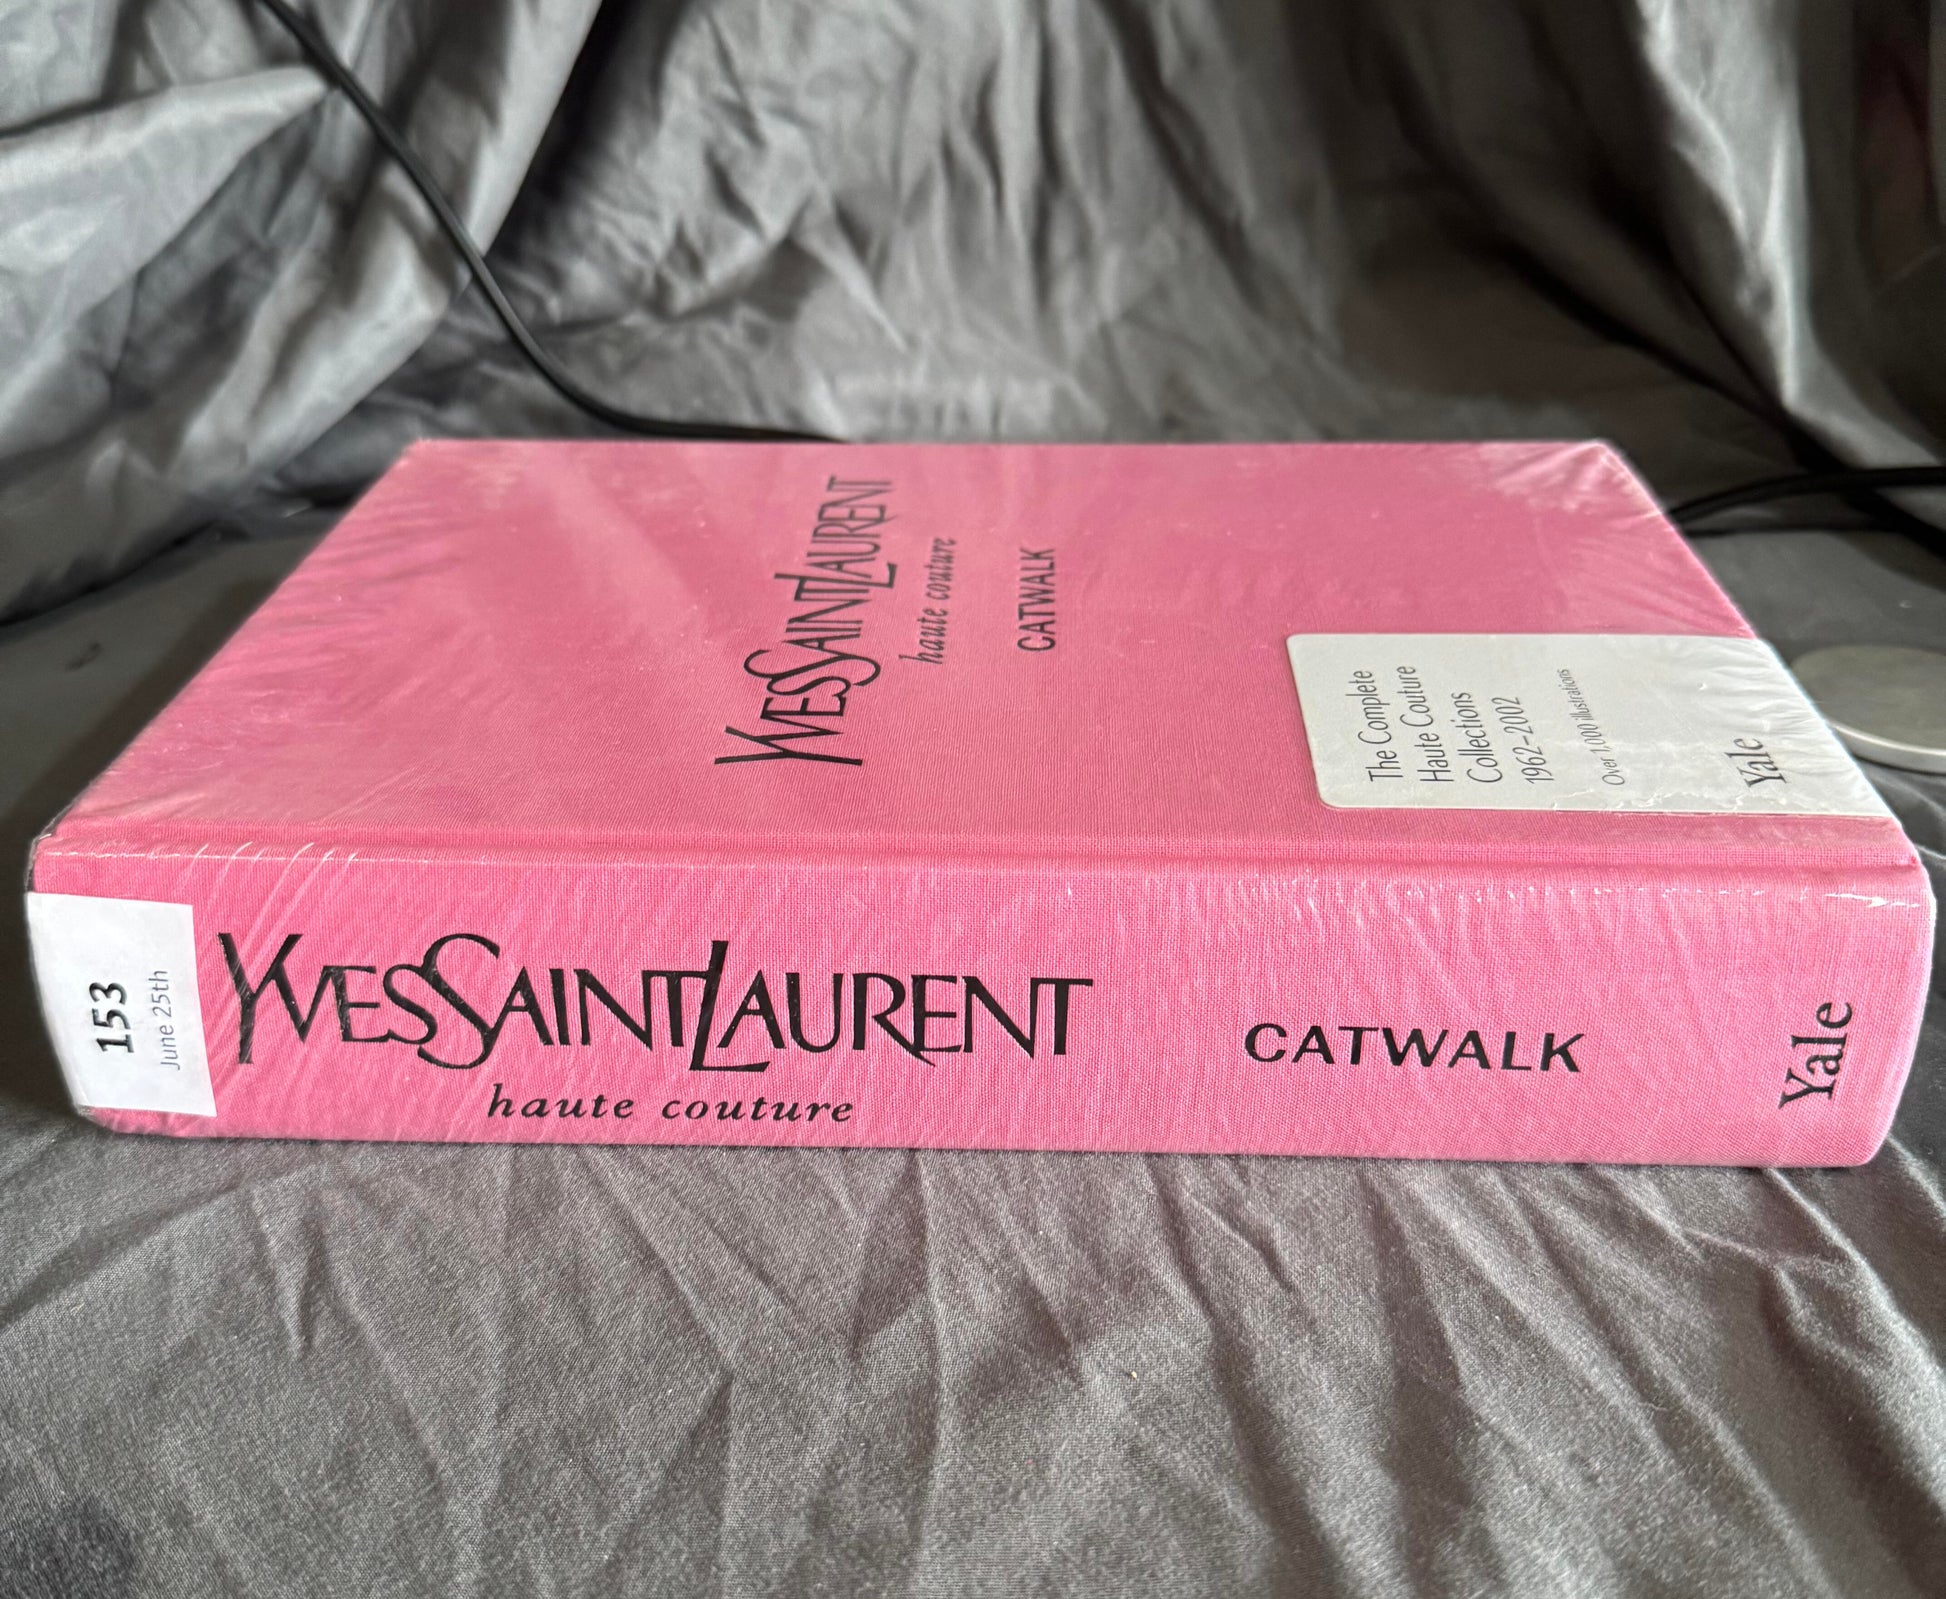 YVESSAINTLAURENT
haute couture
CATWALK
The Complete
Haute Couture
Collections
1962–2002
Over 1,000 illustrations
Yale
153
June 25th
YVESSAINTLAURENT
haute couture
CATWALK
Yale